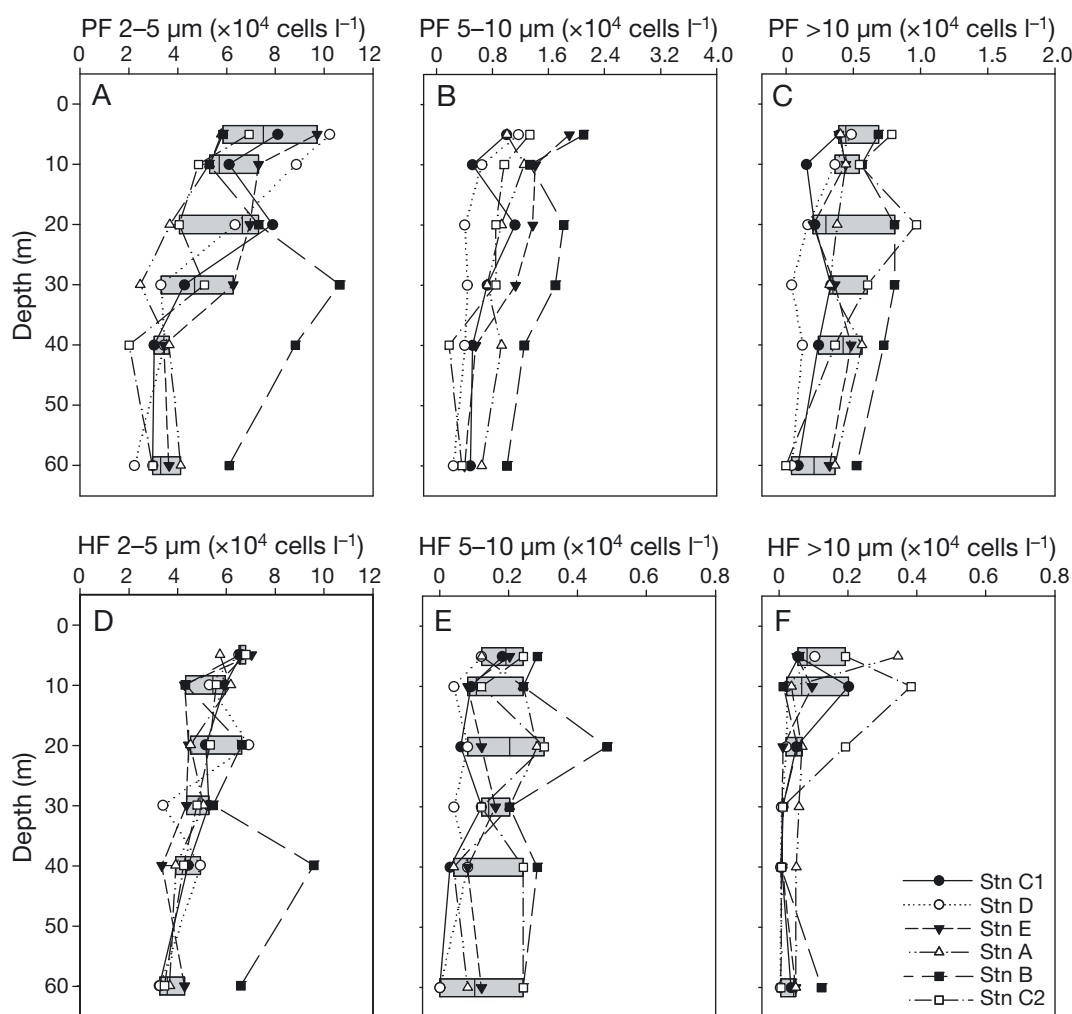 PF 2–5 µm (×10⁴ cells l⁻¹) PF 5–10 µm (×10⁴ cells l⁻¹) PF >10 µm (×10⁴ cells l⁻¹)
0 2 4 6 8 10 12 0 0.8 1.6 2.4 3.2 4.0 0 0.5 1.0 1.5 2.0
A B C
0
10
20
30
40
50
60
Depth (m)
HF 2–5 µm (×10⁴ cells l⁻¹) HF 5–10 µm (×10⁴ cells l⁻¹) HF >10 µm (×10⁴ cells l⁻¹)
0 2 4 6 8 10 12 0 0.2 0.4 0.6 0.8 0 0.2 0.4 0.6 0.8
D E F
0
10
20
30
40
50
60
Depth (m)
Stn C1
Stn D
Stn E
Stn A
Stn B
Stn C2